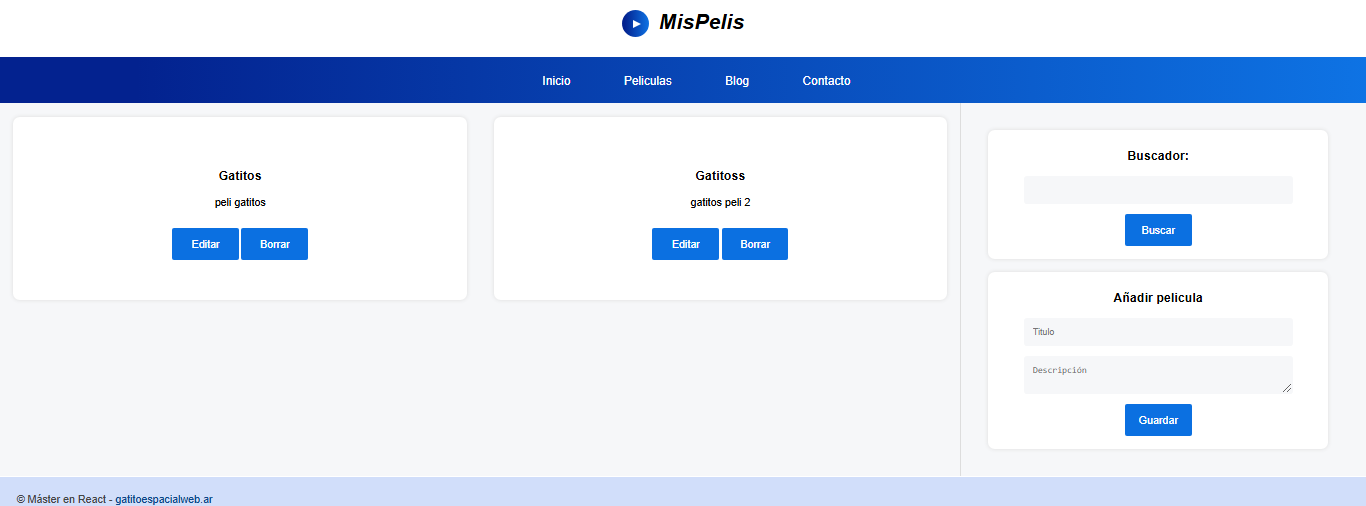 MisPelis
Inicio Peliculas Blog Contacto
Gatitos
peli gatitos
Editar Borrar
Gatitoss
gatitos peli 2
Editar Borrar
Buscador:
Buscar
Añadir pelicula
Titulo
Descripción
Guardar
© Máster en React - gatitoespacialweb.ar